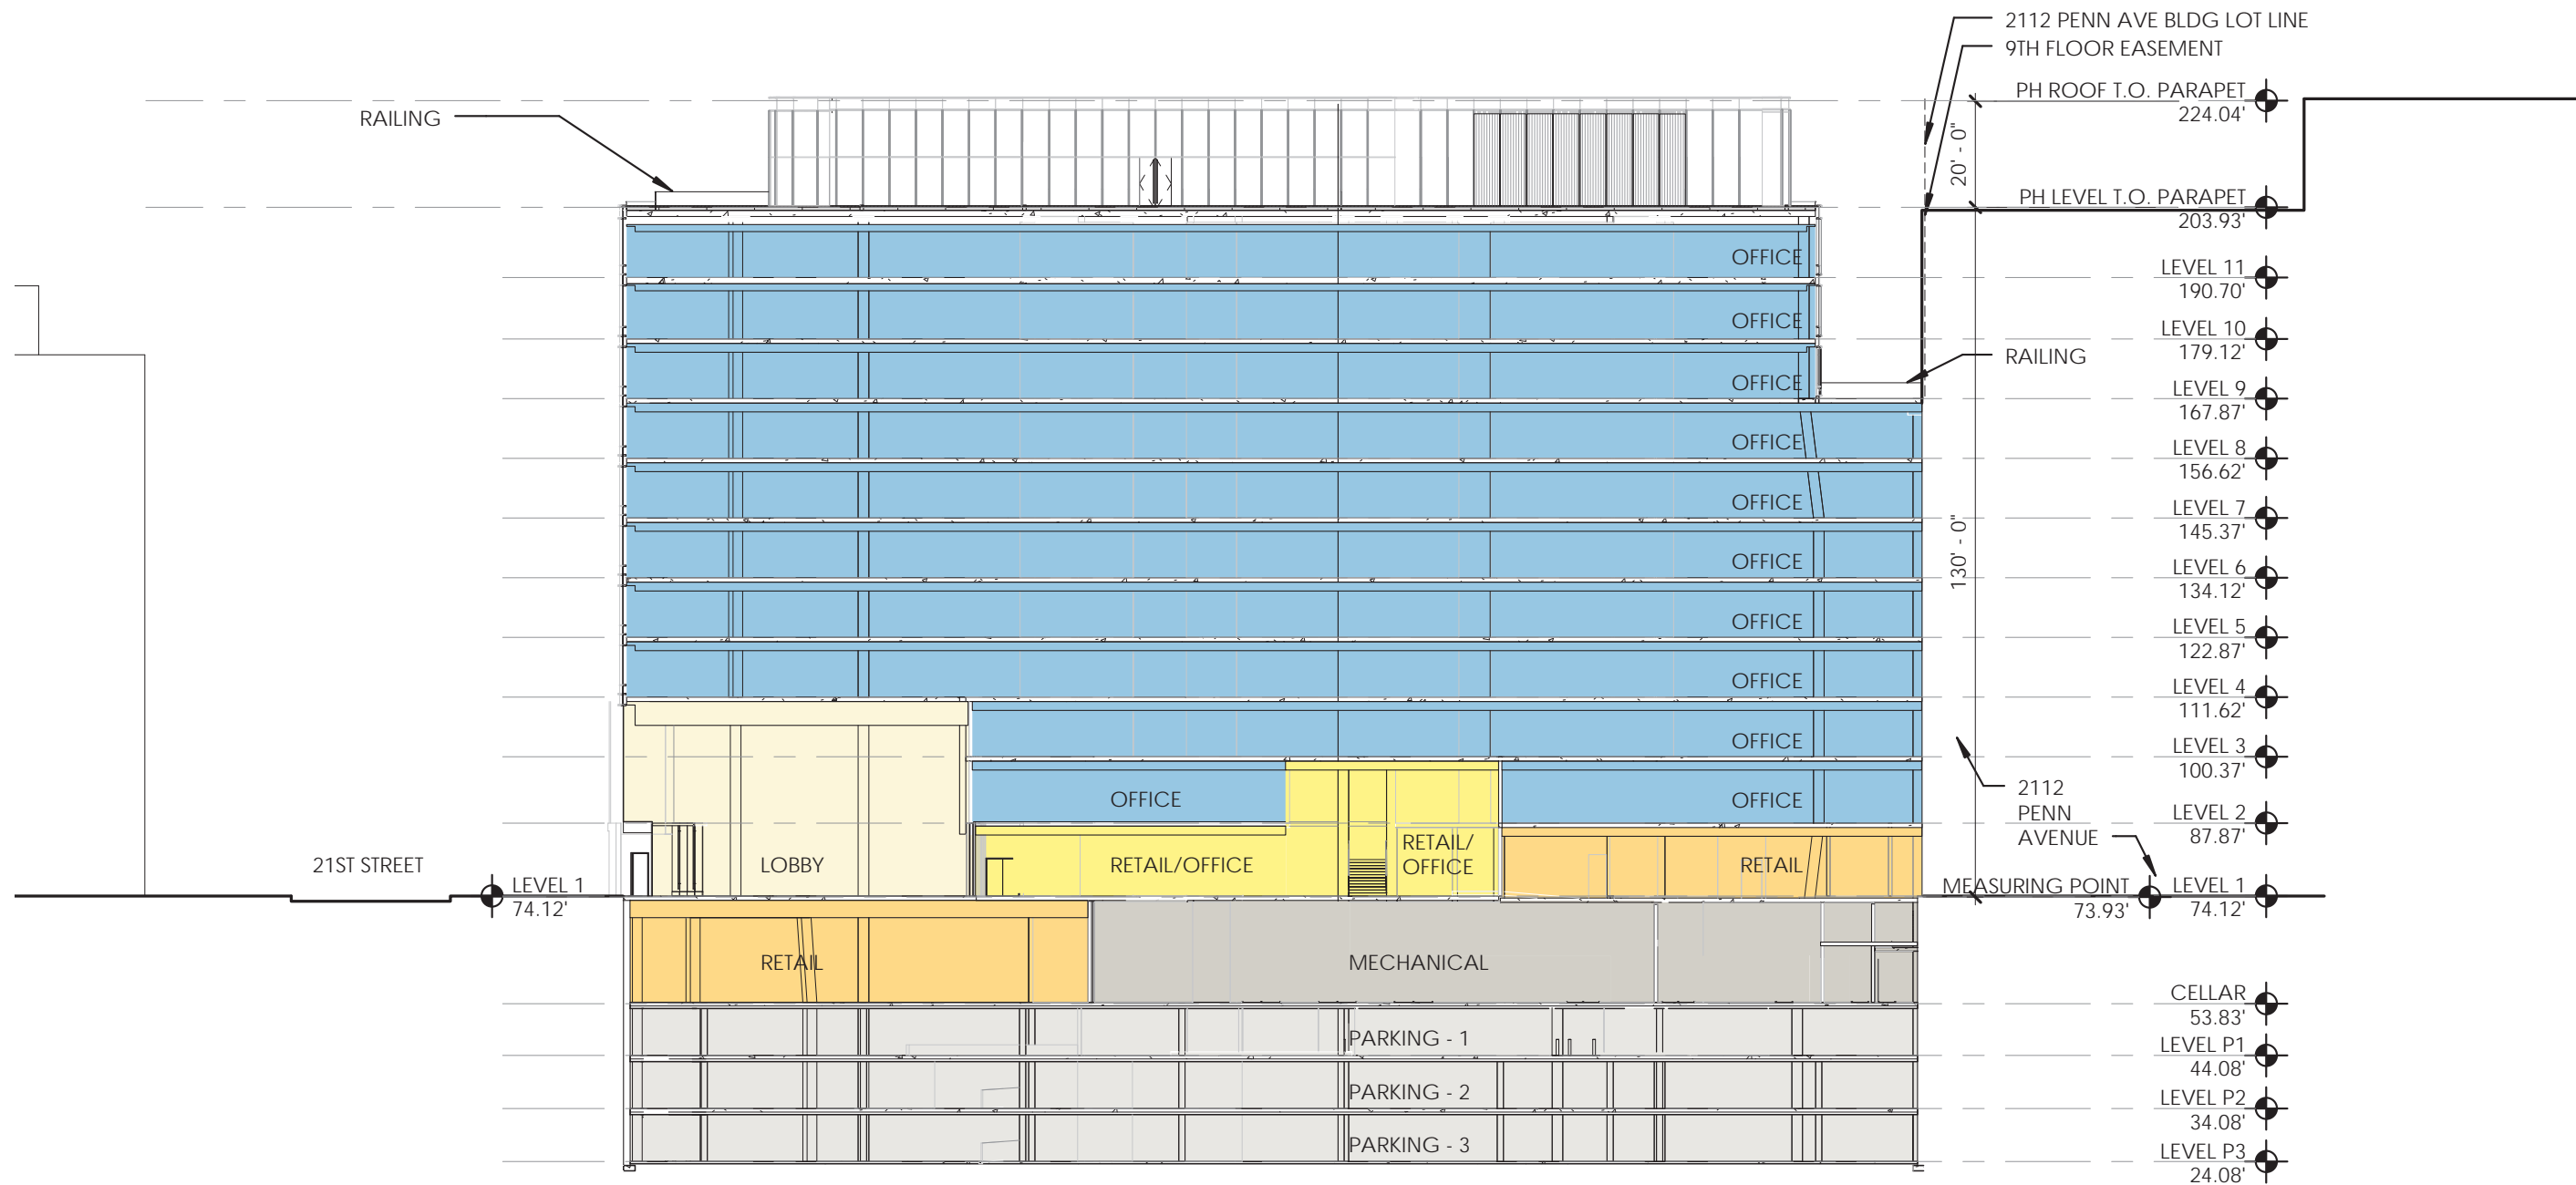 2112 PENN AVE BLDG LOT LINE
9TH FLOOR EASEMENT
PH ROOF T.O. PARAPET
224.04'
RAILING
20' - 0"
PH LEVEL T.O. PARAPET
203.93'
OFFICE
LEVEL 11
190.70'
OFFICE
LEVEL 10
179.12'
RAILING
OFFICE
LEVEL 9
167.87'
OFFICE
LEVEL 8
156.62'
OFFICE
LEVEL 7
145.37'
130' - 0"
OFFICE
LEVEL 6
134.12'
OFFICE
LEVEL 5
122.87'
OFFICE
LEVEL 4
111.62'
OFFICE
LEVEL 3
100.37'
OFFICE
OFFICE
2112
PENN
AVENUE
LEVEL 2
87.87'
21ST STREET
LOBBY
RETAIL/OFFICE
RETAIL/
OFFICE
RETAIL
LEVEL 1
74.12'
MEASURING POINT
73.93'
LEVEL 1
74.12'
RETAIL
MECHANICAL
CELLAR
53.83'
PARKING - 1
LEVEL P1
44.08'
PARKING - 2
LEVEL P2
34.08'
PARKING - 3
LEVEL P3
24.08'